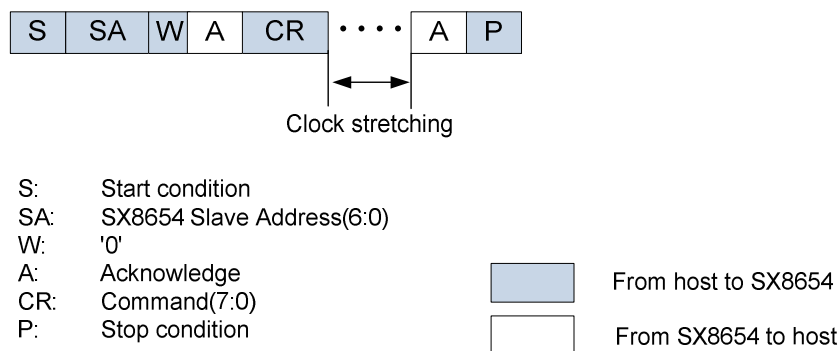 S SA W A CR .... A P
Clock stretching
S: Start condition
SA: SX8654 Slave Address(6:0)
W: '0'
A: Acknowledge
CR: Command(7:0)
P: Stop condition
From host to SX8654
From SX8654 to host